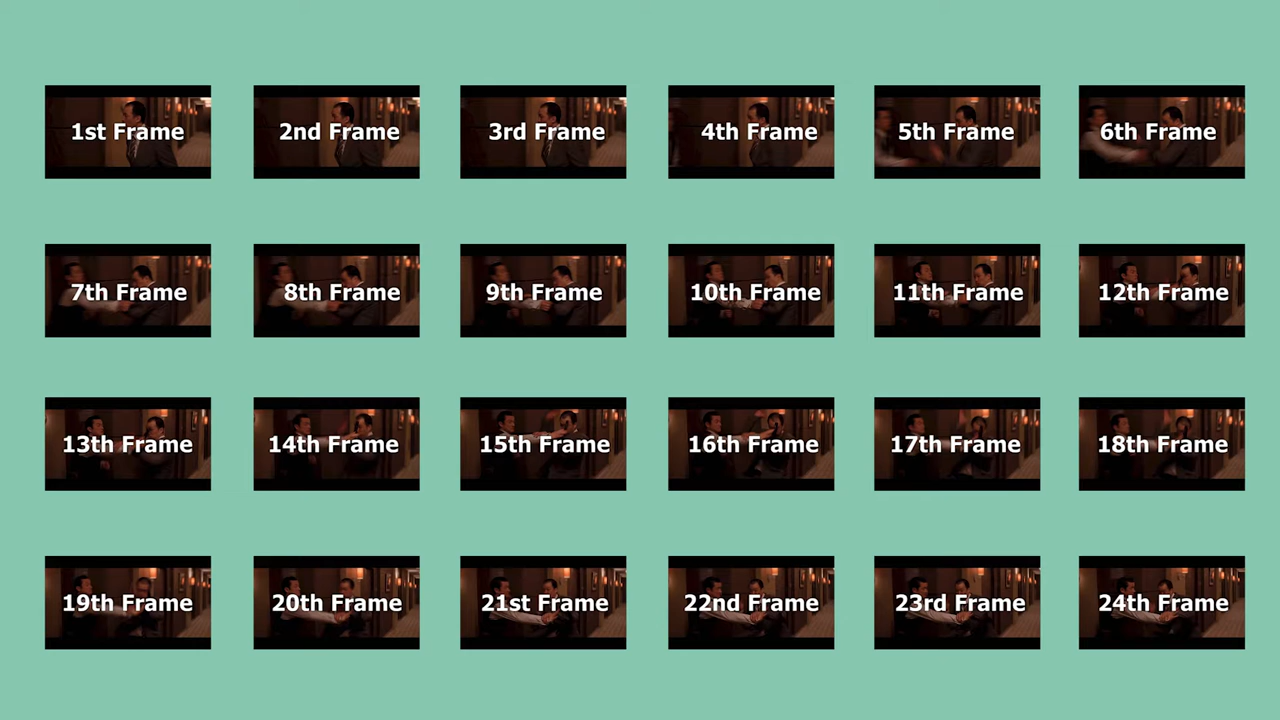 1st Frame
2nd Frame
3rd Frame
4th Frame
5th Frame
6th Frame
7th Frame
8th Frame
9th Frame
10th Frame
11th Frame
12th Frame
13th Frame
14th Frame
15th Frame
16th Frame
17th Frame
18th Frame
19th Frame
20th Frame
21st Frame
22nd Frame
23rd Frame
24th Frame